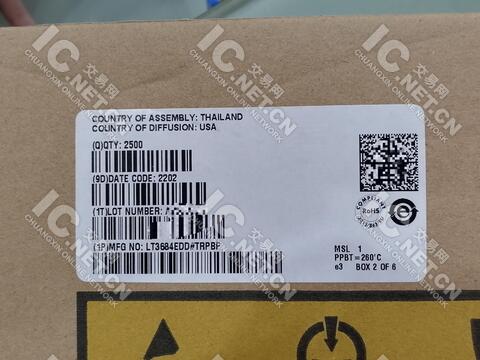 COUNTRY OF ASSEMBLY: THAILAND
COUNTRY OF DIFFUSION: USA
(Q)QTY: 2500
(9D)DATE CODE: 2202
(1T)LOT NUMBER:
(1P)MFG NO: LT3684EDD#TRPBF
COMPLIANT
RoHS
MSL 1
PPBT=260°C
e3 BOX 2 OF 6
IC交易网
IC.NET.CN
CHUANGXIN ONLINE NETWORK